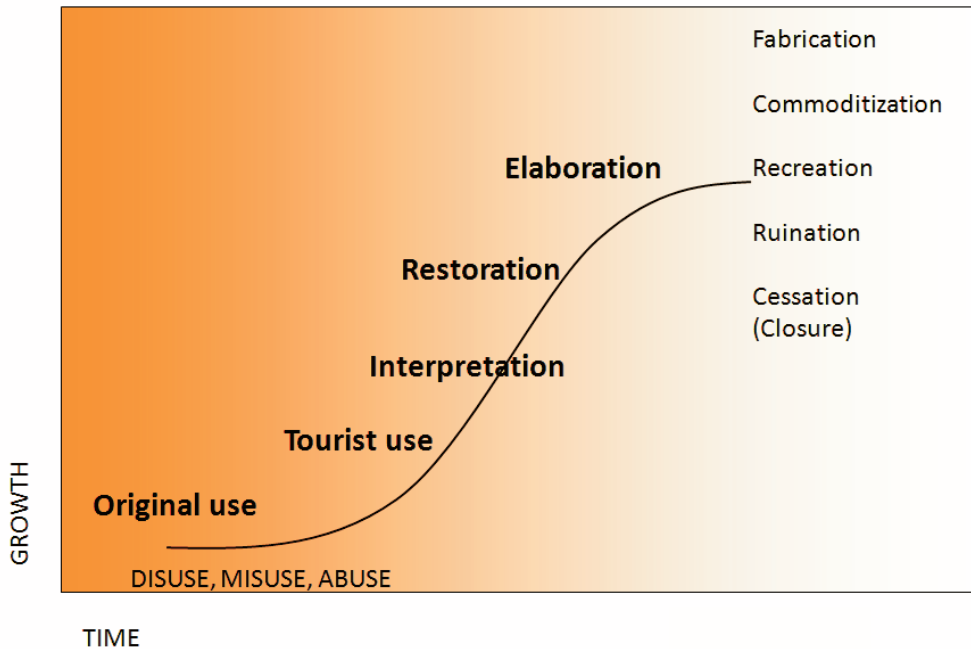 Fabrication
Commoditization
Elaboration
Recreation
Ruination
Restoration
Cessation
(Closure)
Interpretation
Tourist use
Original use
GROWTH
DISUSE, MISUSE, ABUSE
TIME